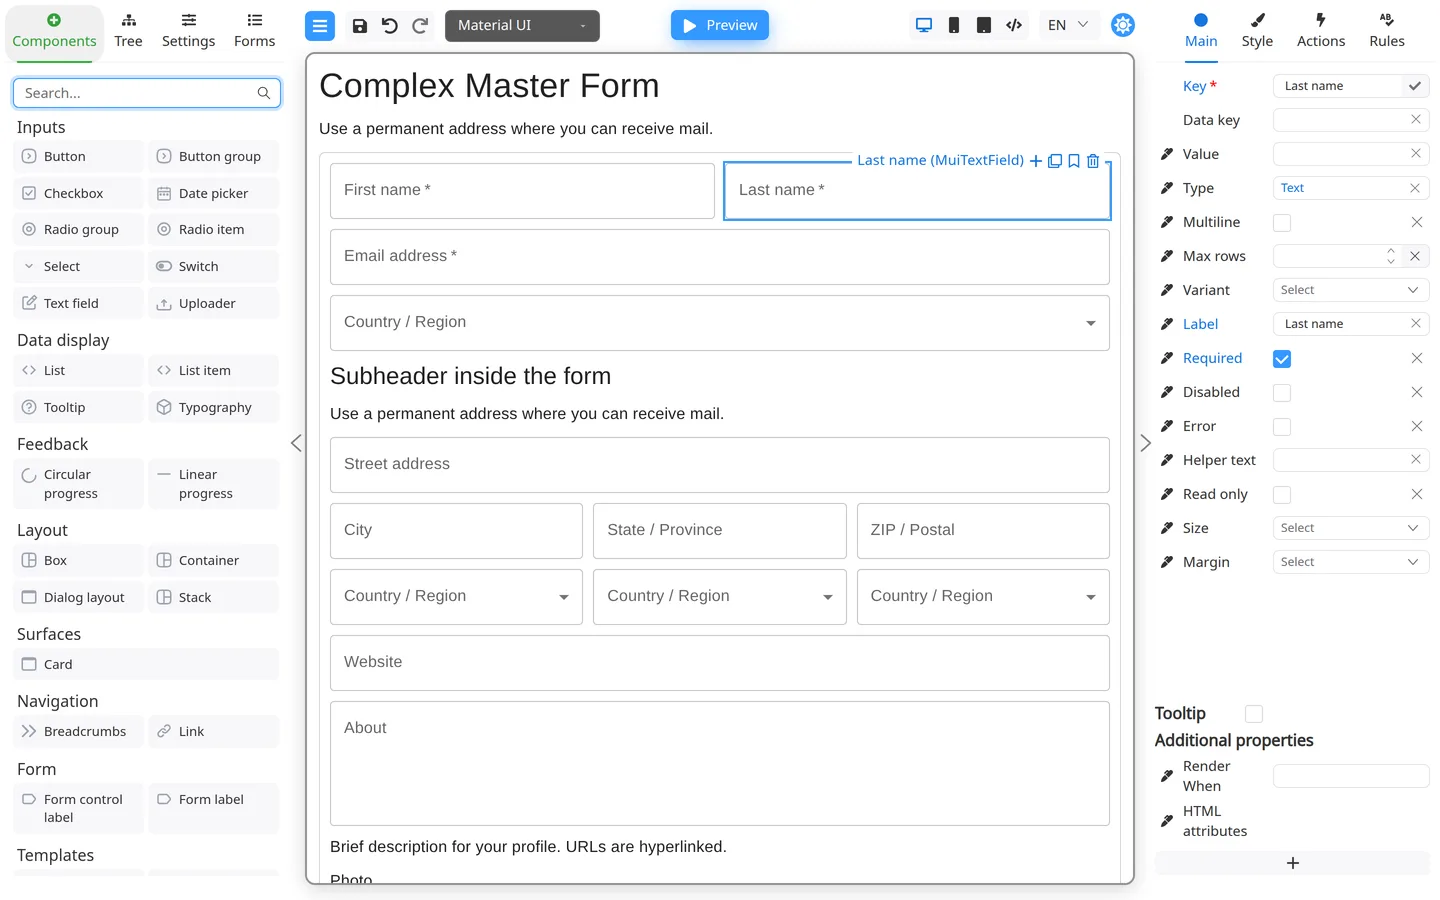 Components
Tree
Settings
Forms
Material UI
Preview
EN
Main
Style
Actions
Rules
Search...
Inputs
Button
Button group
Checkbox
Date picker
Radio group
Radio item
Select
Switch
Text field
Uploader
Data display
List
List item
Tooltip
Typography
Feedback
Circular
progress
Linear
progress
Layout
Box
Container
Dialog layout
Stack
Surfaces
Card
Navigation
Breadcrumbs
Link
Form
Form control
label
Form label
Templates
Complex Master Form
Use a permanent address where you can receive mail.
Last name (MuiTextField)
First name *
Last name *
Email address *
Country / Region
Subheader inside the form
Use a permanent address where you can receive mail.
Street address
City
State / Province
ZIP / Postal
Country / Region
Country / Region
Country / Region
Website
About
Brief description for your profile. URLs are hyperlinked.
Photo
Key *
Last name
Data key
Value
Type
Text
Multiline
Max rows
Variant
Select
Label
Last name
Required
Disabled
Error
Helper text
Read only
Size
Select
Margin
Select
Tooltip
Additional properties
Render
When
HTML
attributes